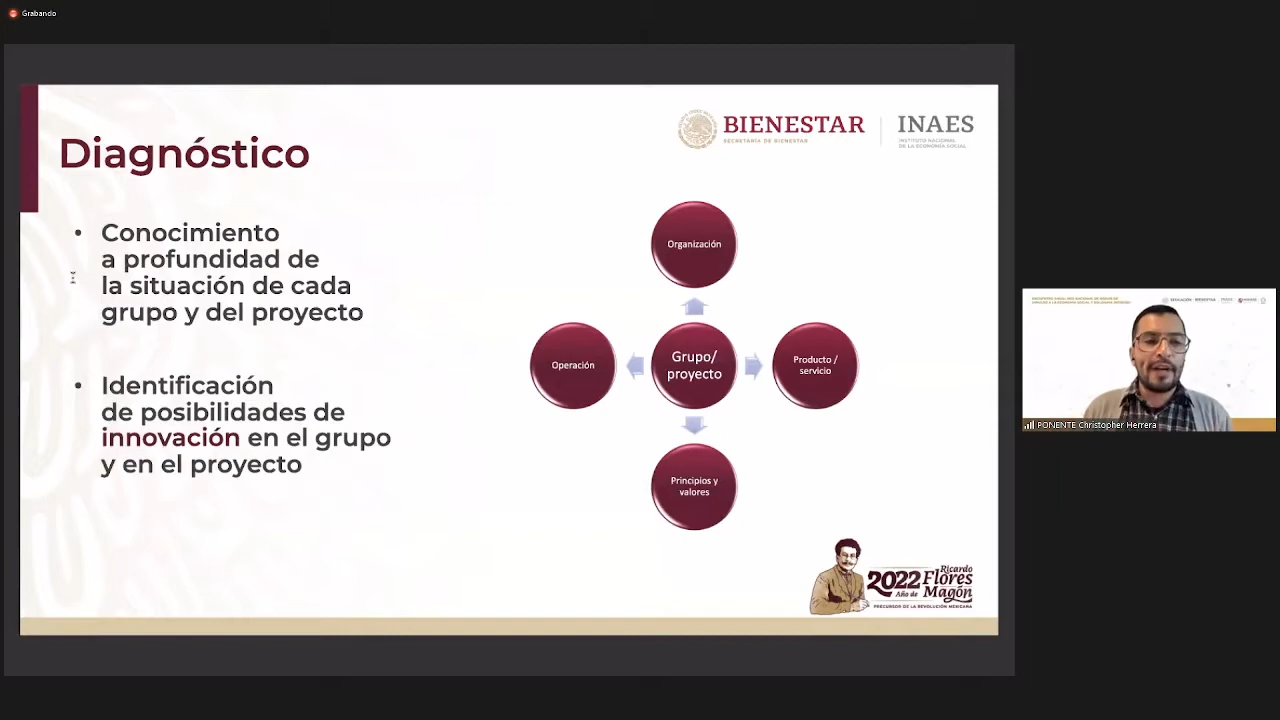 Grabando
BIENESTAR
SECRETARÍA DE BIENESTAR
INAES
INSTITUTO NACIONAL
DE LA ECONOMÍA SOCIAL
Diagnóstico
• Conocimiento
a profundidad de
la situación de cada
grupo y del proyecto
• Identificación
de posibilidades de
innovación en el grupo
y en el proyecto
Organización
Operación
Grupo/
proyecto
Producto /
servicio
Principios y
valores
2022 Ricardo
Flores
Año de Magón
PRECURSOR DE LA REVOLUCIÓN MEXICANA
BIENESTAR
PONENTE Christopher Herrera